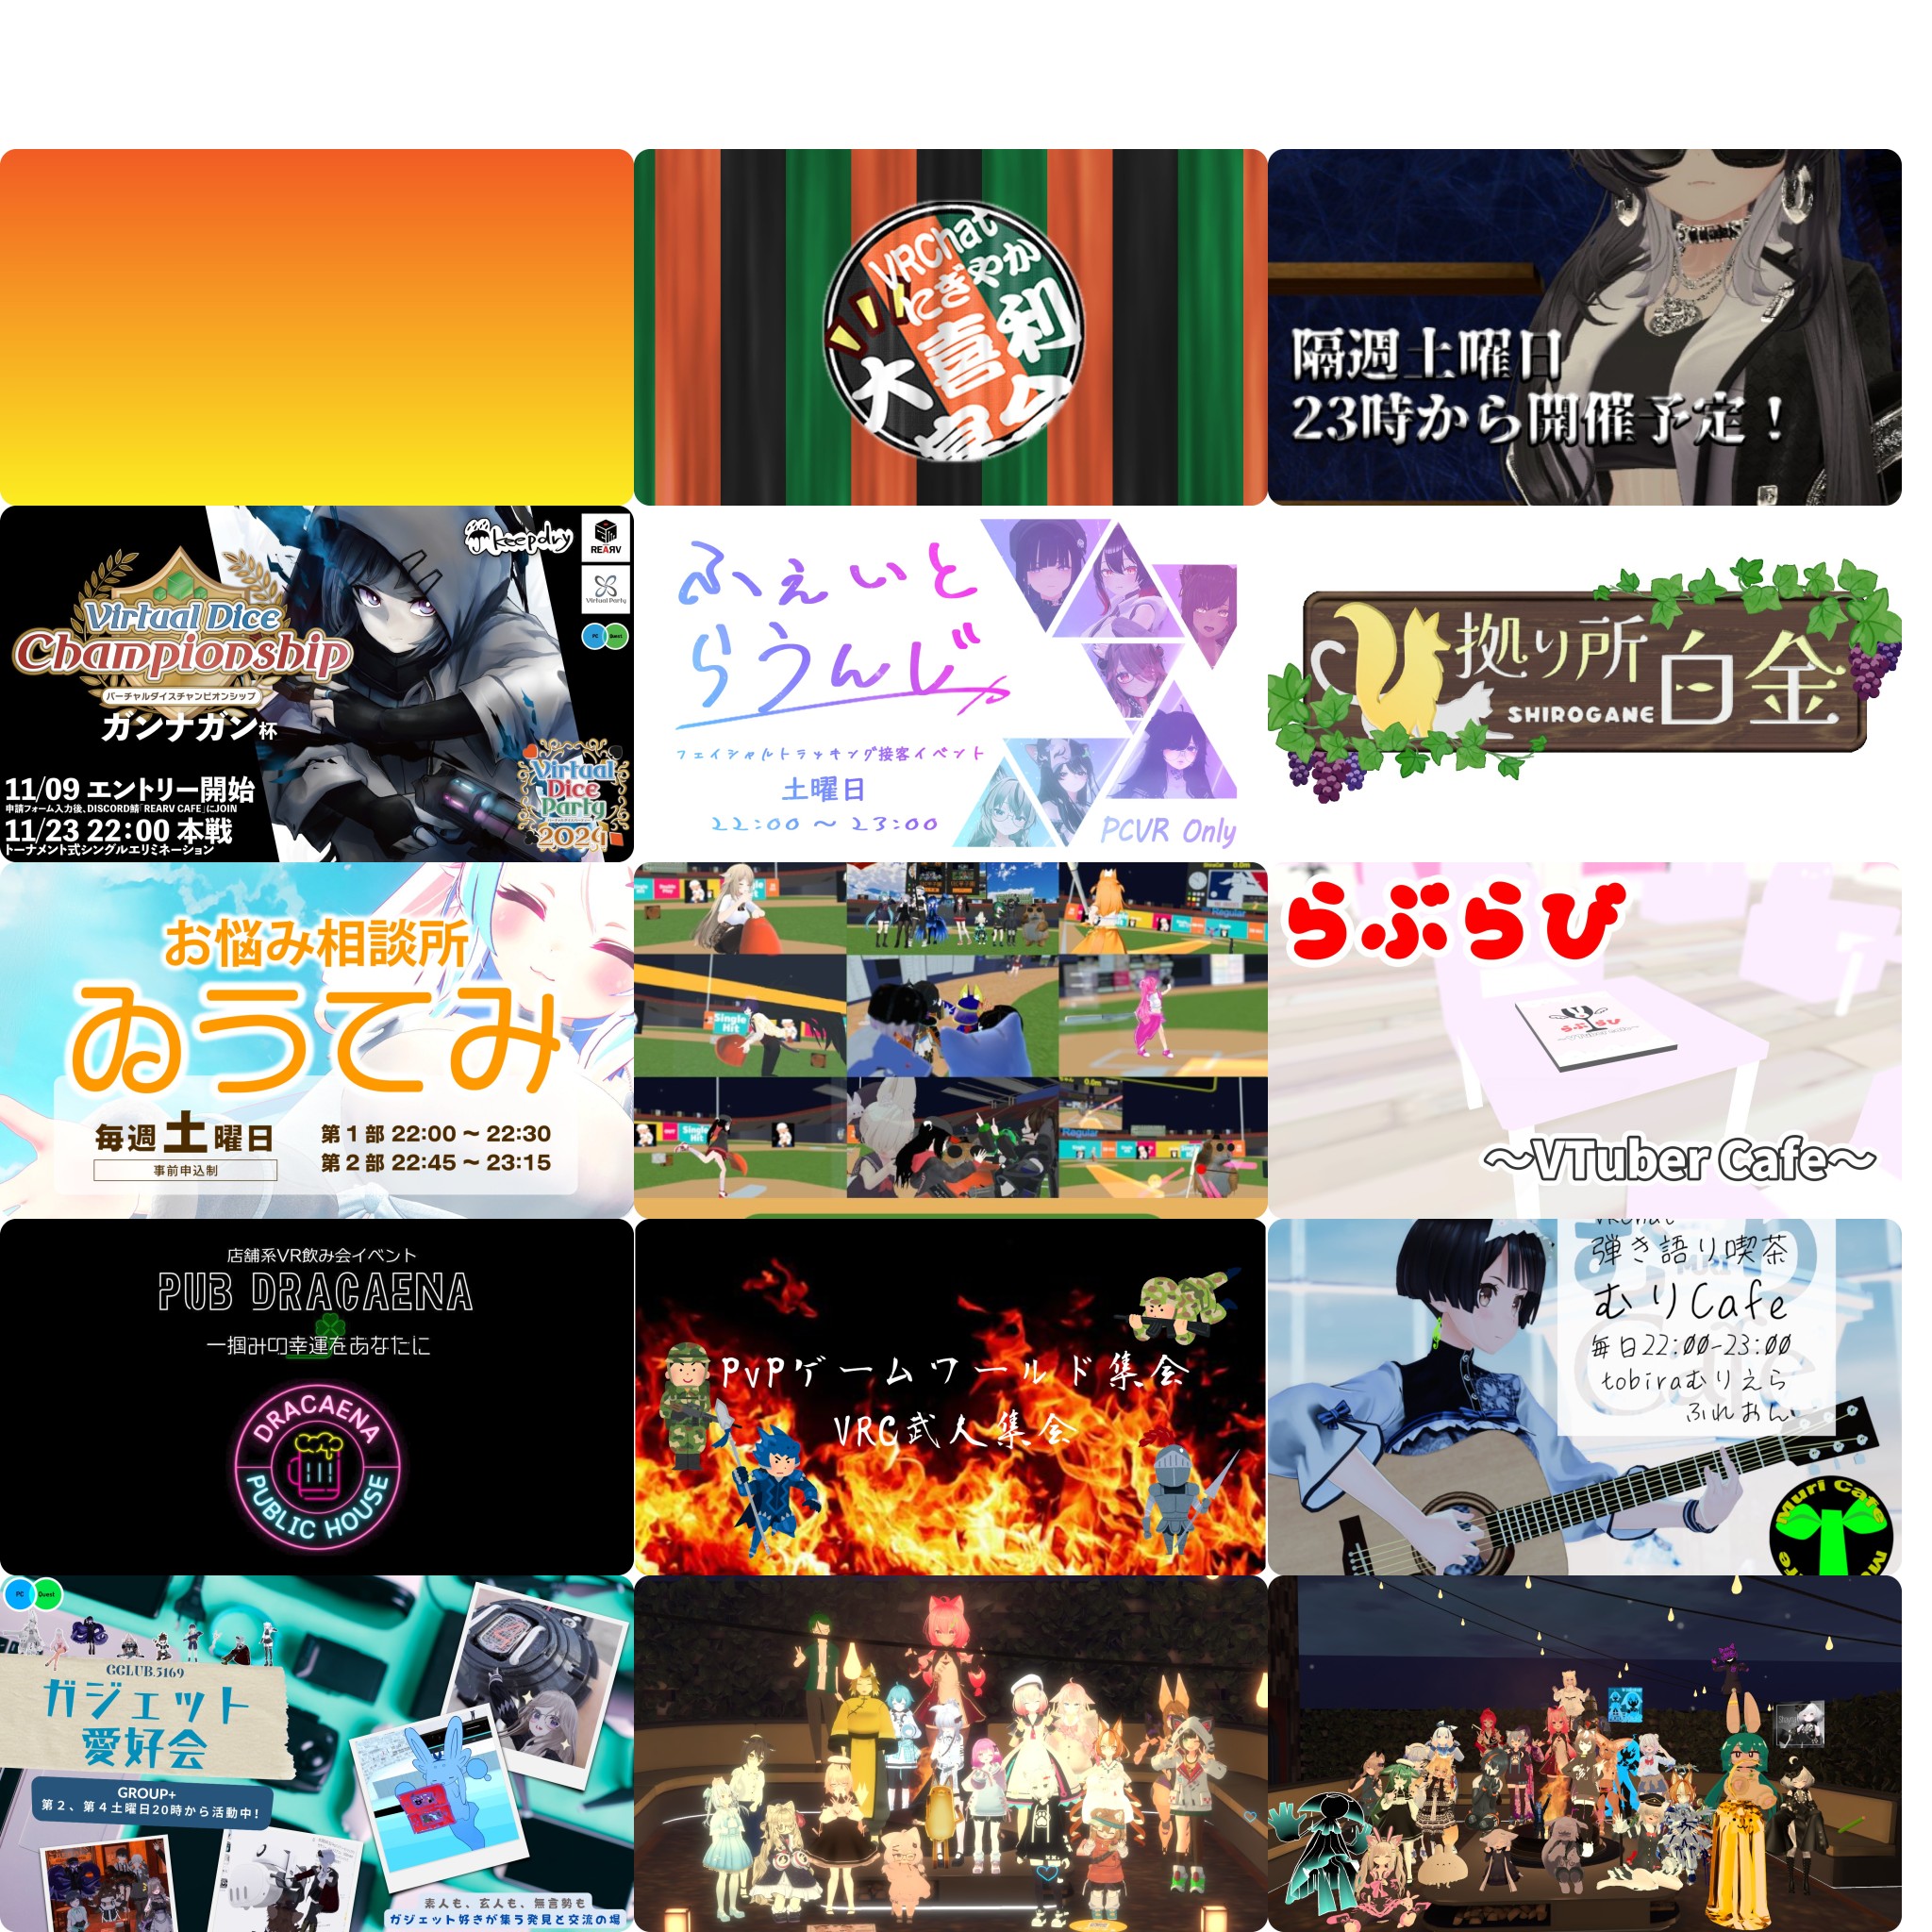 VRChat
にぎやか
大喜利
隔週土曜日
23時から開催予定！
keepdry
REARV
Virtual Party
PC
Quest
Virtual Dice
Championship
バーチャルダイスチャンピオンシップ
ガンナガン杯
11/09 エントリー開始
申請フォーム入力後、DISCORD鯖「REARV CAFE」にJOIN
11/23 22:00 本戦
トーナメント式シングルエリミネーション
Virtual
Dice
Party
2024
ふぇいと
らうんじ
フェイシャルトラッキング接客イベント
土曜日
22:00 〜 23:00
PCVR Only
拠り所
白金
SHIROGANE
お悩み相談所
ゐうてみ
毎週土曜日
事前申込制
第1部 22:00 ~ 22:30
第2部 22:45 ~ 23:15
Single Hit
Regular
らぶらび
らぶらび
〜VTuber Cafe〜
店舗系VR飲み会イベント
PUB DRACAENA
一掴みの幸運をあなたに
DRACAENA
PUBLIC HOUSE
PvPゲームワールド集会
VRC武人集会
VRChat
弾き語り喫茶
むりCafe
毎日22:00-23:00
tobiraむりえら
ふれおん
Muri Cafe
PC
Quest
GCLUB.5169
ガジェット
愛好会
GROUP+
第2、第4土曜日20時から活動中！
素人も、玄人も、無言勢も
ガジェット好きが集う発見と交流の場